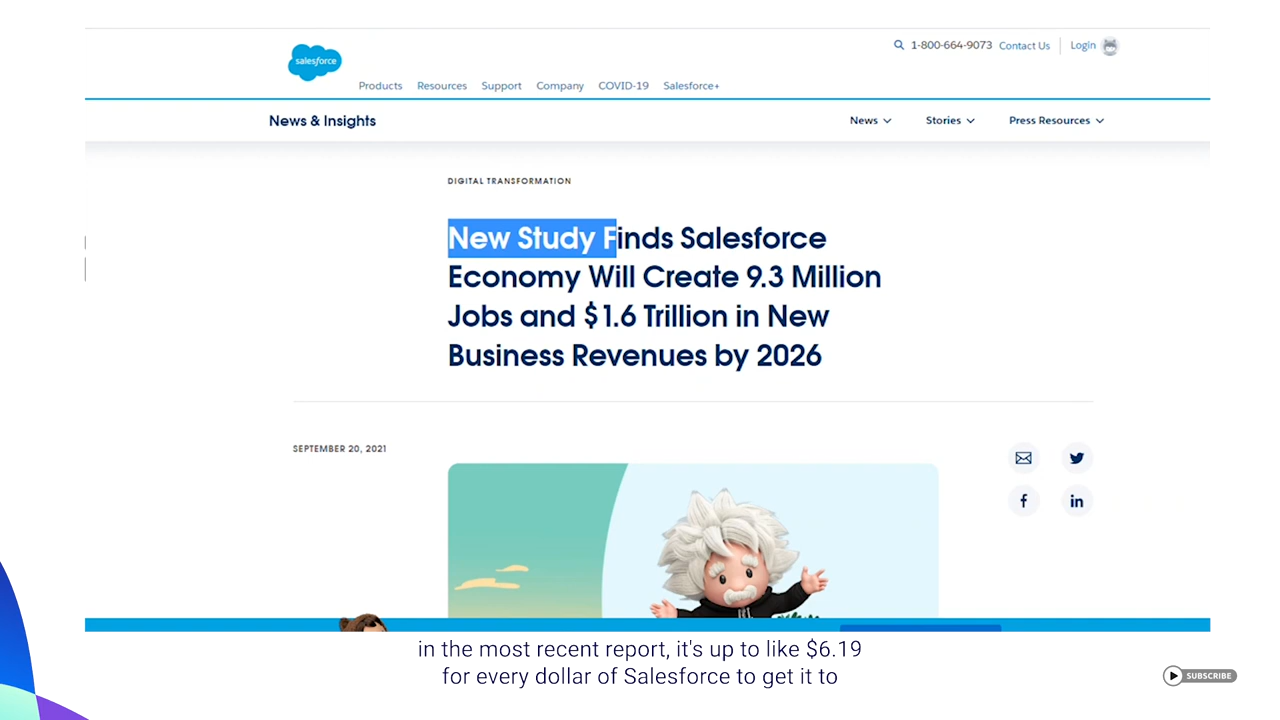 salesforce
1-800-664-9073 Contact Us Login
Products Resources Support Company COVID-19 Salesforce+
News & Insights
News Stories Press Resources
DIGITAL TRANSFORMATION
New Study Finds Salesforce
Economy Will Create 9.3 Million
Jobs and $1.6 Trillion in New
Business Revenues by 2026
SEPTEMBER 20, 2021
in the most recent report, it's up to like $6.19
for every dollar of Salesforce to get it to
SUBSCRIBE